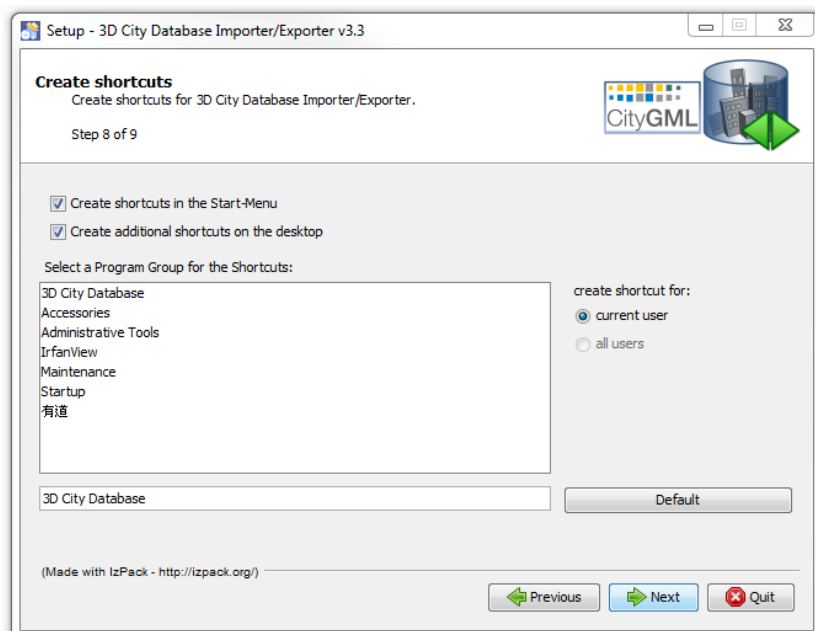 Setup - 3D City Database Importer/Exporter v3.3
Create shortcuts
Create shortcuts for 3D City Database Importer/Exporter.
Step 8 of 9
CityGML
Create shortcuts in the Start-Menu
Create additional shortcuts on the desktop
Select a Program Group for the Shortcuts:
3D City Database
Accessories
Administrative Tools
IrfanView
Maintenance
Startup
有道
create shortcut for:
current user
all users
3D City Database
Default
(Made with IzPack - http://izpack.org/)
Previous
Next
Quit